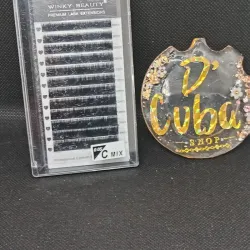 WINKY BEAUTY
PREMIUM LASH EXTENSIONS
C MIX
D'
Cuba
SHOP